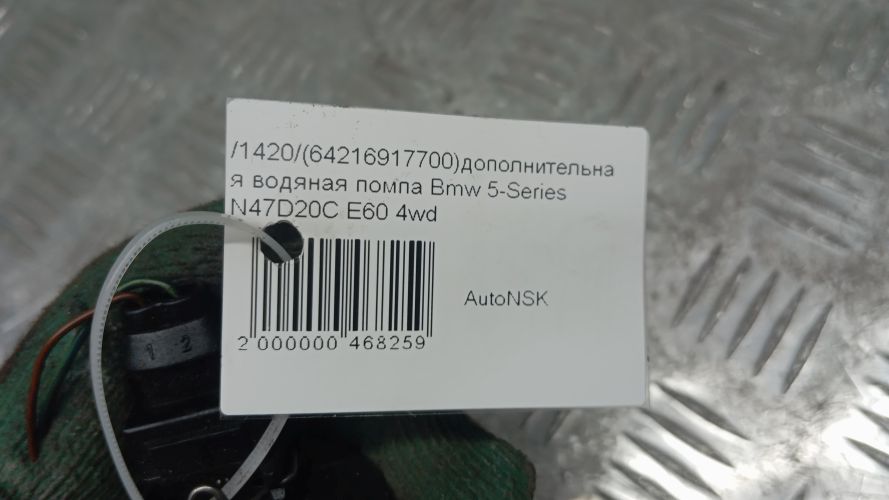 /1420/(64216917700)дополнительна
я водяная помпа Bmw 5-Series
N47D20C E60 4wd
AutoNSK
2 000000 468259
1 2